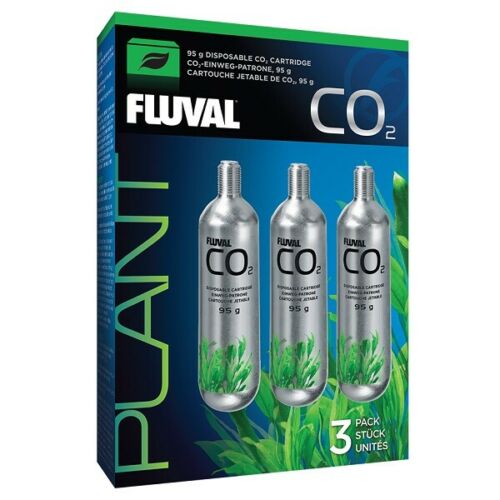 95 g DISPOSABLE CO₂ CARTRIDGE
CO₂-EINWEG-PATRONE, 95 g
CARTOUCHE JETABLE DE CO₂, 95 g
FLUVAL
CO₂
PLANT
FLUVAL
CO₂
DISPOSABLE CARTRIDGE
EINWEG-PATRONE
CARTOUCHE JETABLE
95 g
FLUVAL
CO₂
DISPOSABLE CARTRIDGE
EINWEG-PATRONE
CARTOUCHE JETABLE
95 g
FLUVAL
CO₂
DISPOSABLE CARTRIDGE
EINWEG-PATRONE
CARTOUCHE JETABLE
95 g
3 PACK
STÜCK
UNITÉS